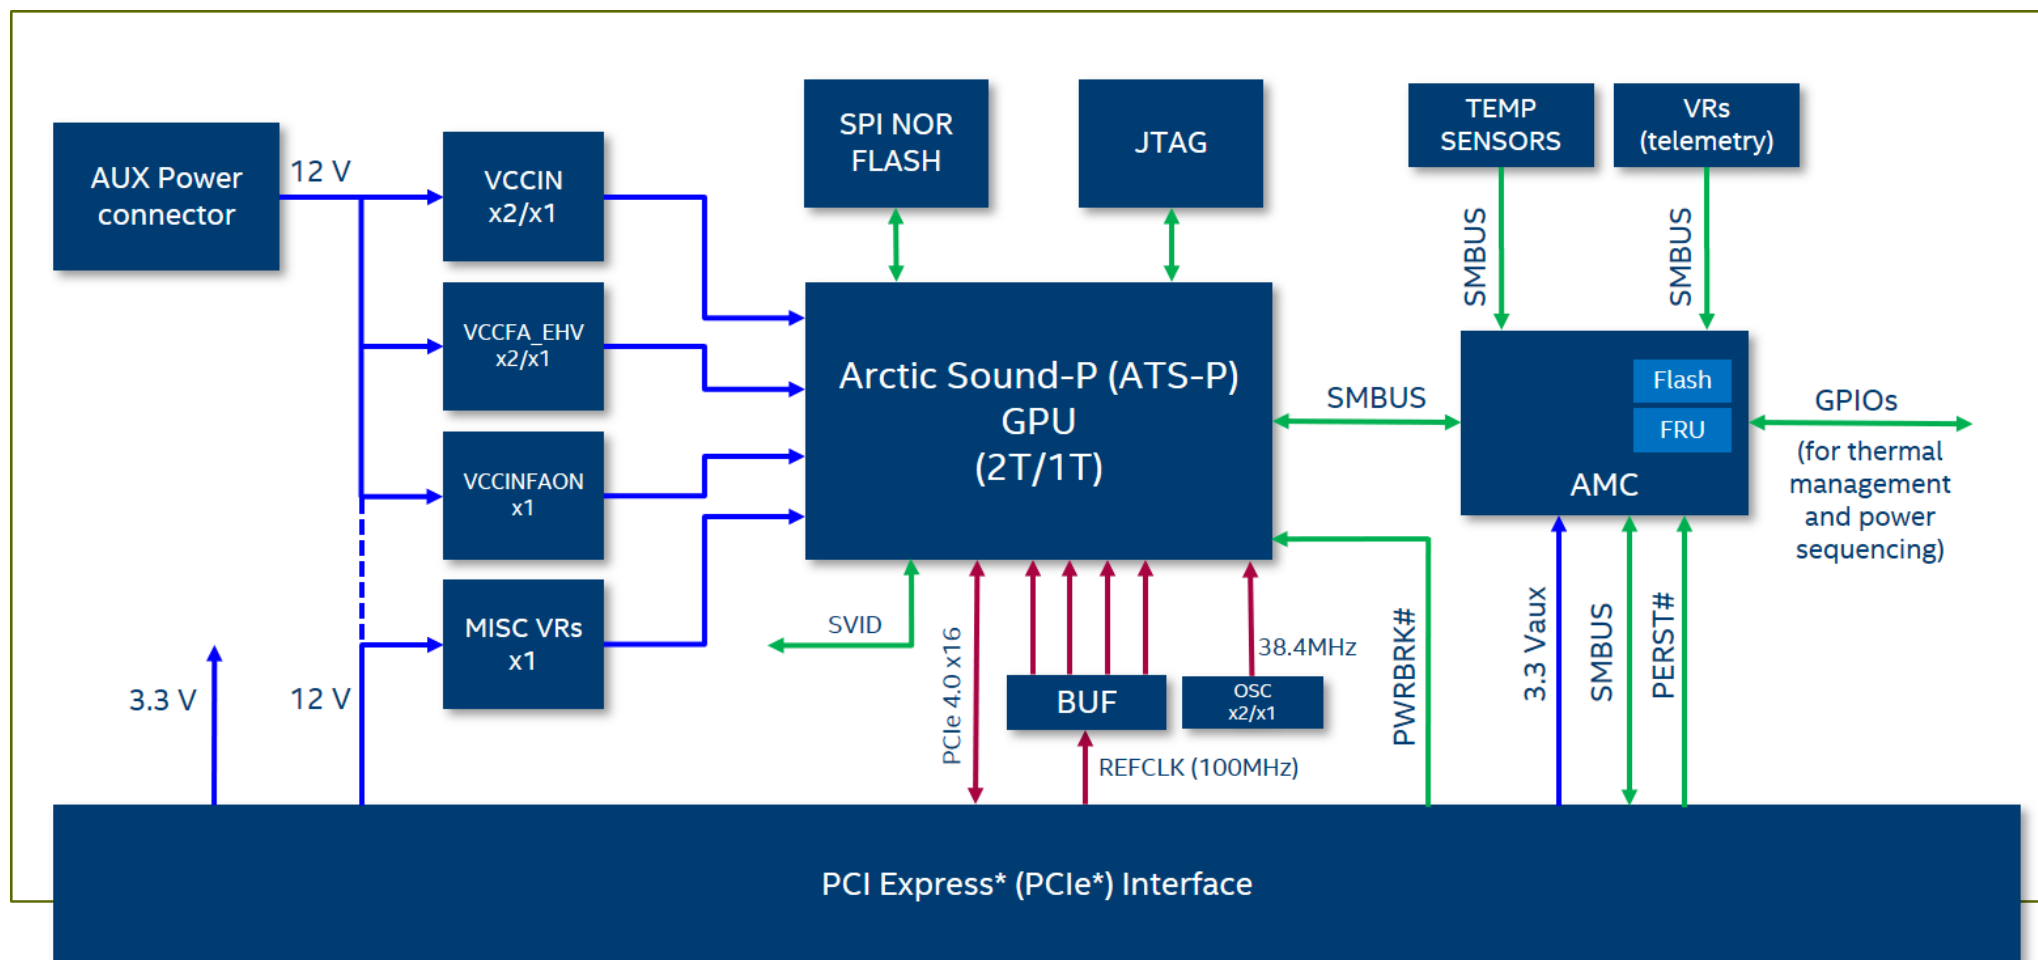 AUX Power
connector
12 V
VCCIN
x2/x1
VCCFA_EHV
x2/x1
VCCINFAON
x1
MISC VRs
x1
3.3 V
12 V
SPI NOR
FLASH
JTAG
Arctic Sound-P (ATS-P)
GPU
(2T/1T)
SVID
PCIe 4.0 x16
BUF
REFCLK (100MHz)
38.4MHz
OSC
x2/x1
PWRBRK#
TEMP
SENSORS
VRs
(telemetry)
SMBUS
SMBUS
SMBUS
Flash
FRU
AMC
GPIOs
(for thermal
management
and power
sequencing)
3.3 Vaux
SMBUS
PERST#
PCI Express* (PCIe*) Interface